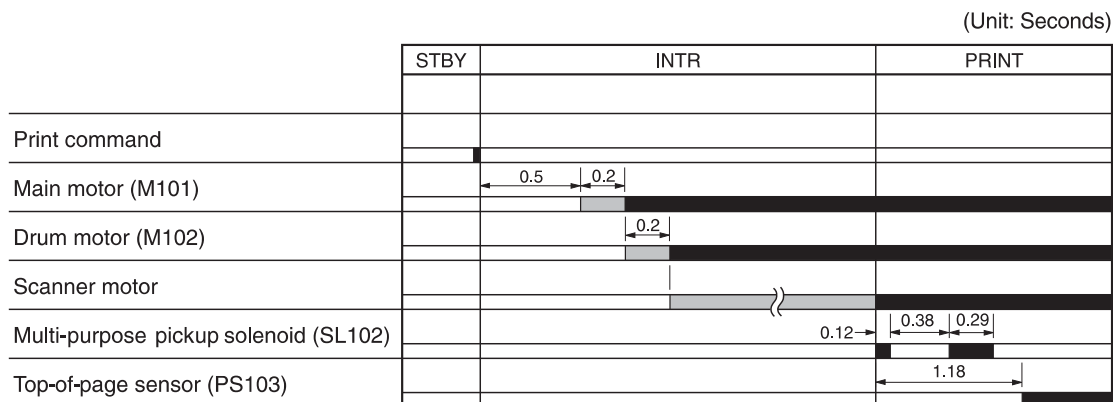 (Unit: Seconds)
STBY INTR PRINT
Print command
Main motor (M101) 0.5 0.2
Drum motor (M102) 0.2
Scanner motor
Multi-purpose pickup solenoid (SL102) 0.12 0.38 0.29
Top-of-page sensor (PS103) 1.18